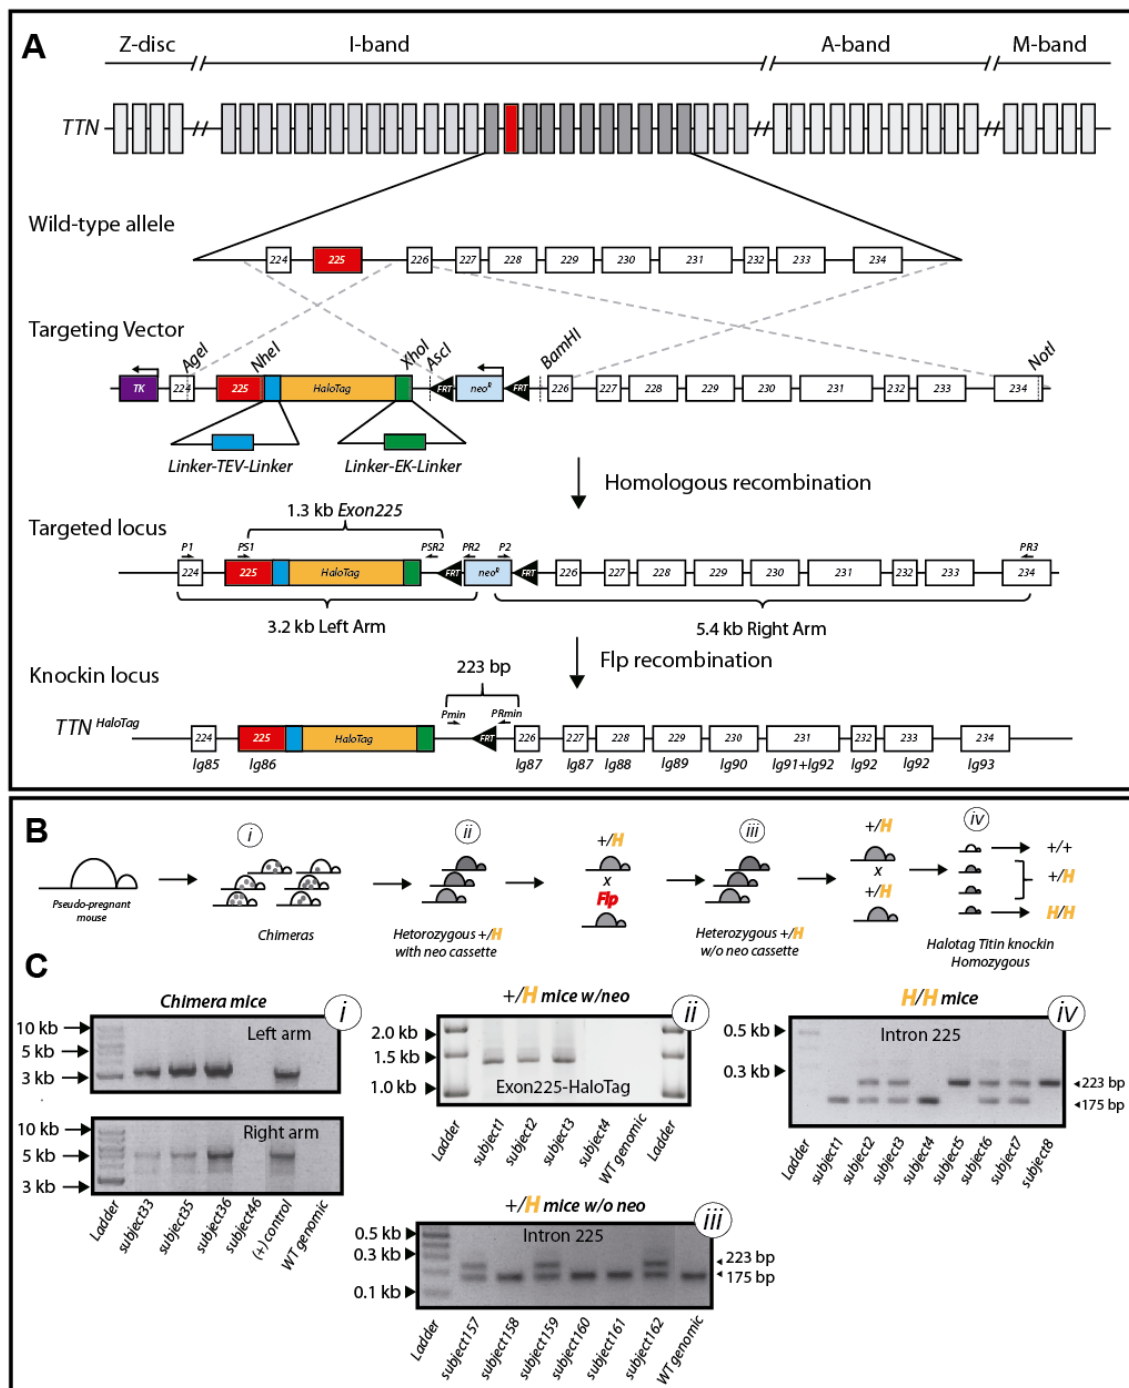 A
Z-disc
I-band
A-band
M-band
TTN
Wild-type allele
224 225 226 227 228 229 230 231 232 233 234
Targeting Vector
AgeI NheI XhoI AscI BamHI NotI
TK 224 225 HaloTag FRT neoR FRT 226 227 228 229 230 231 232 233 234
Linker-TEV-Linker
Linker-EK-Linker
Homologous recombination
1.3 kb Exon225
Targeted locus
P1 PS1 PSR2 PR2 P2 PR3
224 225 HaloTag FRT neoR FRT 226 227 228 229 230 231 232 233 234
3.2 kb Left Arm
5.4 kb Right Arm
Flp recombination
223 bp
Knockin locus
Pmin PRmin
TTN HaloTag
224 225 HaloTag FRT 226 227 228 229 230 231 232 233 234
Ig85 Ig86 Ig87 Ig87 Ig88 Ig89 Ig90 Ig91+Ig92 Ig92 Ig92 Ig93
B
i
ii
iii
iv
Pseudo-pregnant
mouse
Chimeras
Hetorozygous +/H
with neo cassette
+/H
x
Flp
Heterozygous +/H
w/o neo cassette
+/H
x
+/H
+/+
+/H
H/H
Halotag Titin knockin
Homozygous
C
Chimera mice
i
10 kb
5 kb
3 kb
Left arm
10 kb
5 kb
3 kb
Right arm
Ladder subject33 subject35 subject36 subject46 (+) control WT genomic
+/H mice w/neo
ii
2.0 kb
1.5 kb
1.0 kb
Exon225-HaloTag
Ladder subject1 subject2 subject3 subject4 WT genomic Ladder
+/H mice w/o neo
iii
0.5 kb
0.3 kb
0.1 kb
Intron 225
223 bp
175 bp
Ladder subject157 subject158 subject159 subject160 subject161 subject162 WT genomic
H/H mice
iv
0.5 kb
0.3 kb
Intron 225
223 bp
175 bp
Ladder subject1 subject2 subject3 subject4 subject5 subject6 subject7 subject8